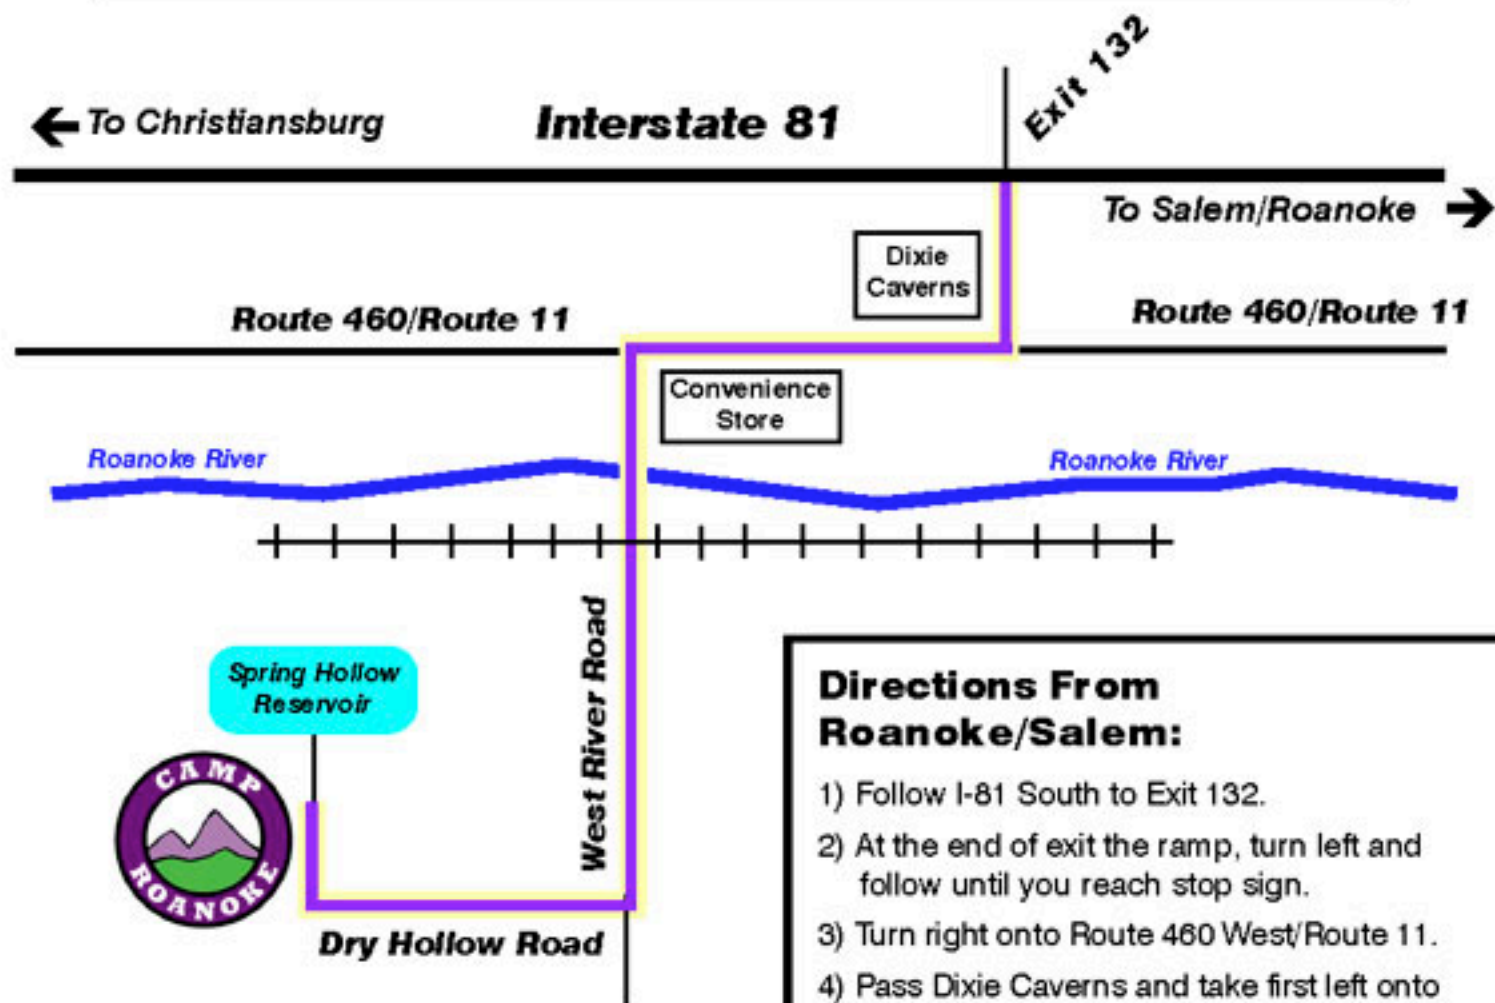 Exit 132
To Christiansburg
Interstate 81
To Salem/Roanoke
Dixie
Caverns
Route 460/Route 11
Route 460/Route 11
Convenience
Store
Roanoke River
Roanoke River
West River Road
Spring Hollow
Reservoir
CAMP
ROANOKE
Dry Hollow Road
Directions From
Roanoke/Salem:
1) Follow I-81 South to Exit 132.
2) At the end of exit the ramp, turn left and
follow until you reach stop sign.
3) Turn right onto Route 460 West/Route 11.
4) Pass Dixie Caverns and take first left onto